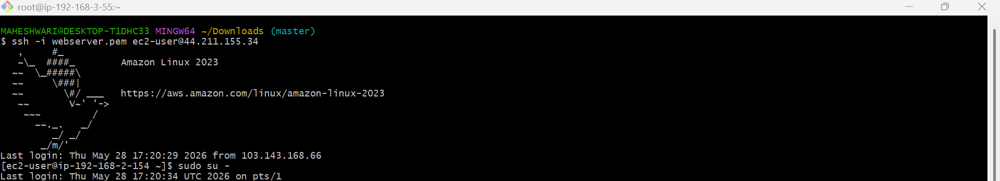 root@ip-192-168-3-55:~
MAHESHWARI@DESKTOP-T1DHC33 MINGW64 ~/Downloads (master)
$ ssh -i webserver.pem ec2-user@44.211.155.34
   ,     #_
   ~\_  ####_        Amazon Linux 2023
  ~~  \_#####\
  ~~     \###|
  ~~       \#/ ___   https://aws.amazon.com/linux/amazon-linux-2023
   ~~       V~' '->
    ~~~         /
      ~~._.   _/
         _/ _/
       _/m/'
Last login: Thu May 28 17:20:29 2026 from 103.143.168.66
[ec2-user@ip-192-168-2-154 ~]$ sudo su -
Last login: Thu May 28 17:20:34 UTC 2026 on pts/1